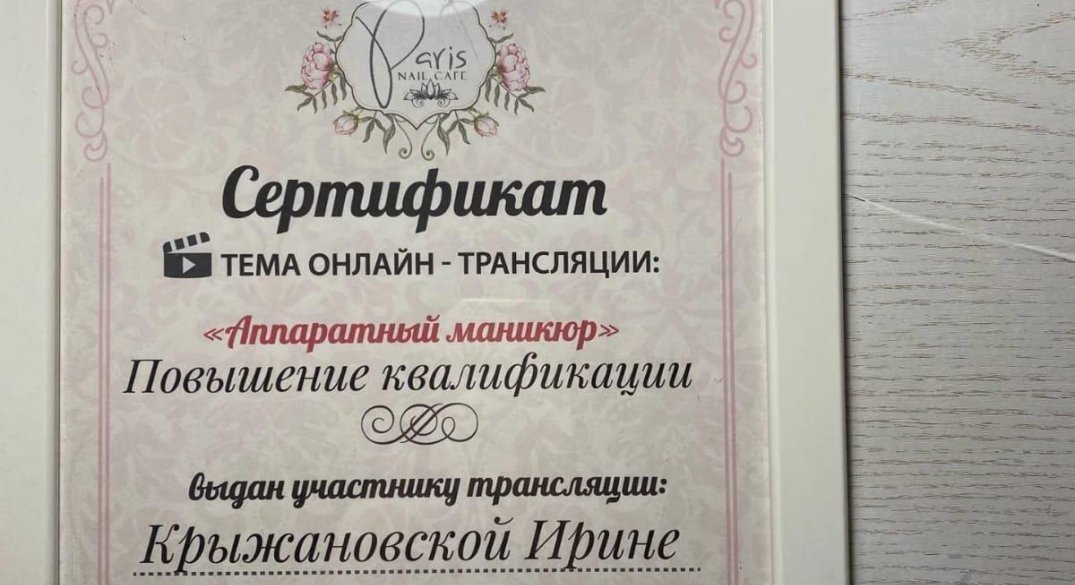 Paris
NAIL CAFE
Сертификат
ТЕМА ОНЛАЙН - ТРАНСЛЯЦИИ:
«Аппаратный маникюр»
Повышение квалификации
выдан участнику трансляции:
Крыжановской Ирине